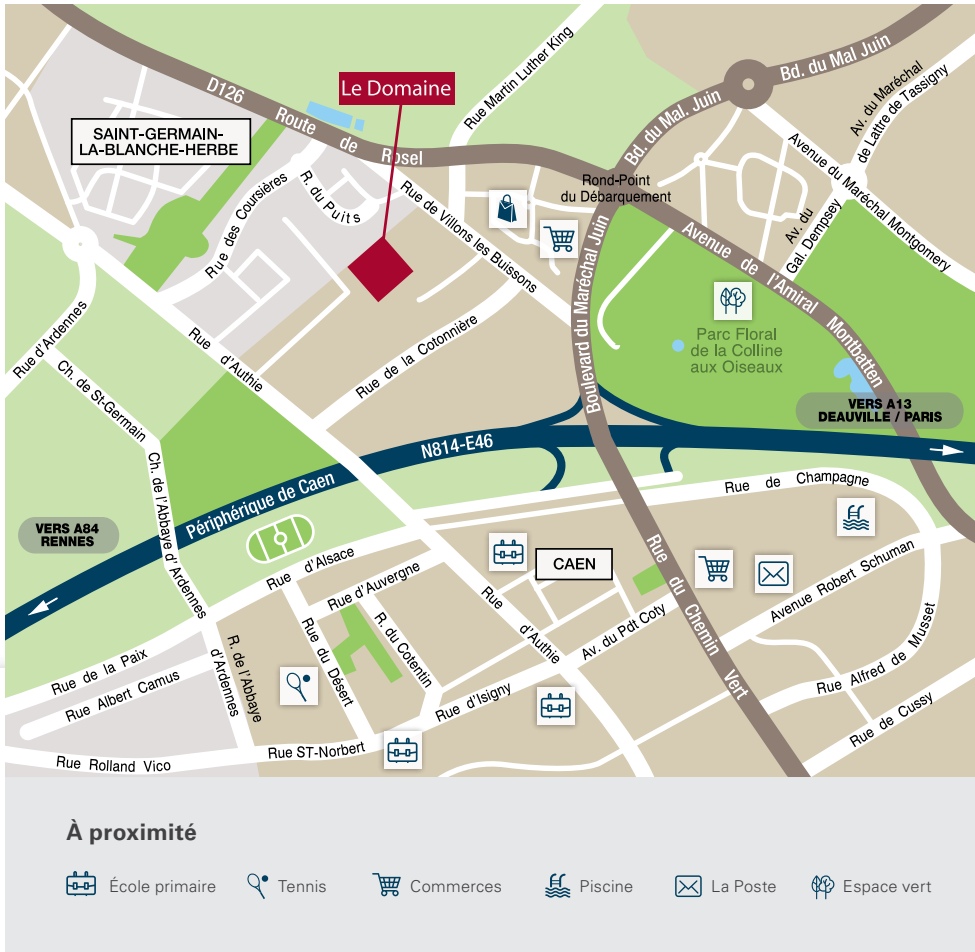 D126
Route de Rosel
Le Domaine
SAINT-GERMAIN-
LA-BLANCHE-HERBE
Rue Martin Luther King
Bd. du Mal. Juin
Bd. du Mal Juin
Av. du Maréchal
de Lattre de Tassigny
Avenue du Maréchal Montgomery
Rond-Point
du Débarquement
Rue des Coursières
R. du Puits
Rue de Villons les Buissons
Av. du
Gal. Dempsey
Avenue de l'Amiral Montbatten
Boulevard du Maréchal Juin
Parc Floral
de la Colline
aux Oiseaux
Rue d'Ardennes
Rue d'Authie
Rue de la Cotonnière
Ch. de St-Germain
VERS A13
DEAUVILLE / PARIS
N814-E46
Périphérique de Caen
Ch. de l'Abbaye d'Ardennes
VERS A84
RENNES
Rue de Champagne
Rue d'Alsace
Rue d'Auvergne
CAEN
Rue d'Authie
Rue du Chemin Vert
Avenue Robert Schuman
Av. du Pdt Coty
Rue du Désert
R. du Cotentin
R. de l'Abbaye
d'Ardennes
Rue de la Paix
Rue Albert Camus
Rue d'Isigny
Rue Alfred de Musset
Rue de Cussy
Rue ST-Norbert
Rue Rolland Vico
À proximité
École primaire
Tennis
Commerces
Piscine
La Poste
Espace vert